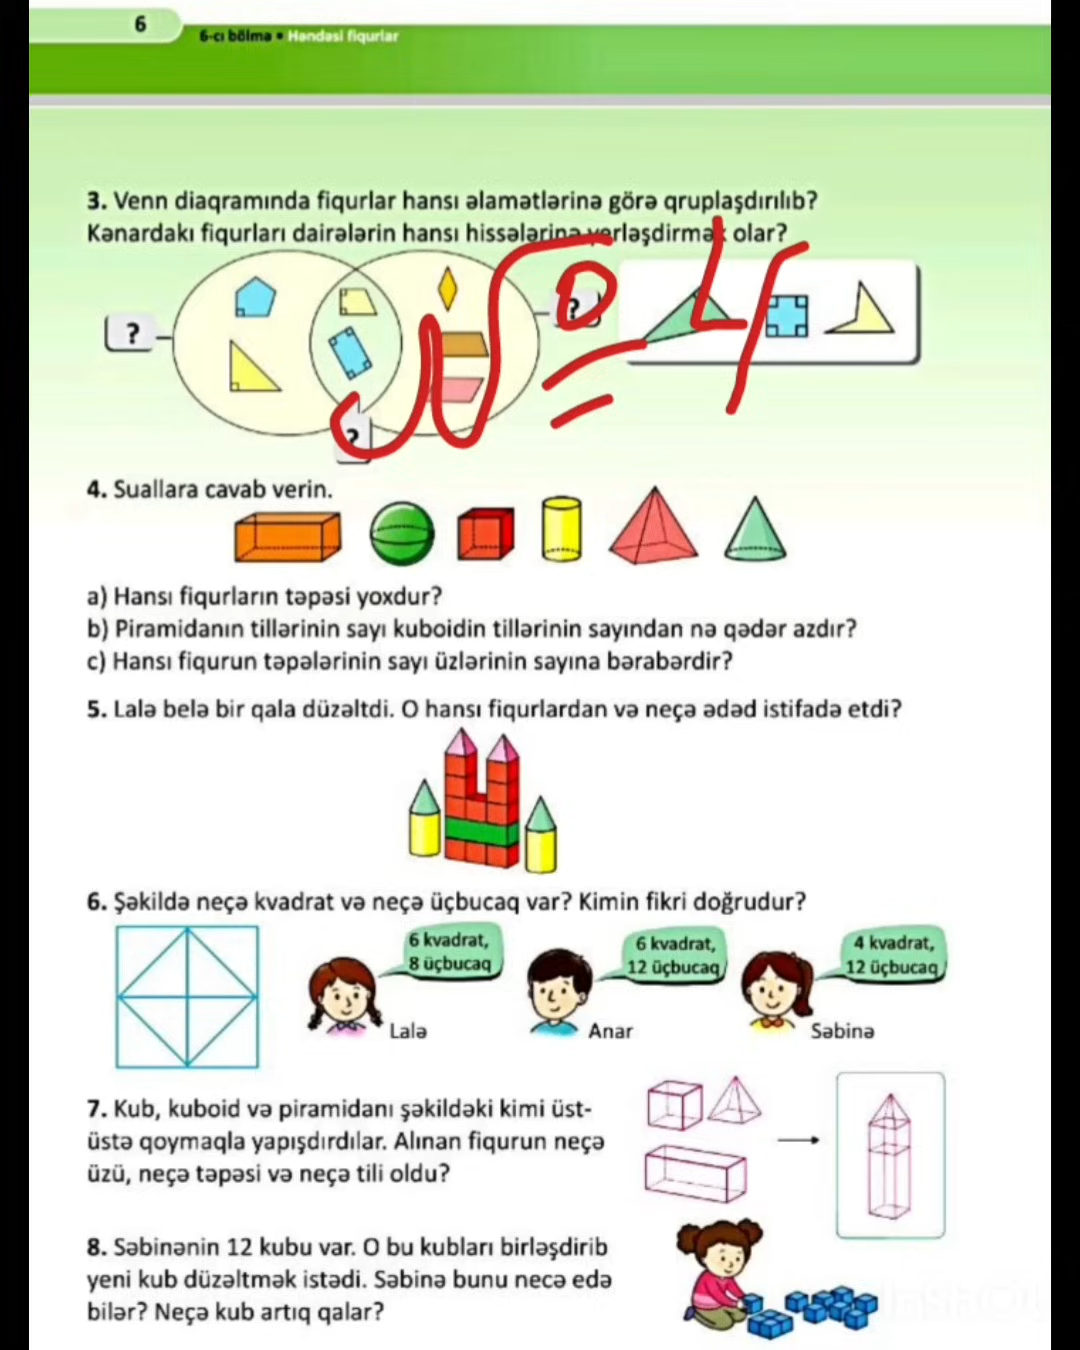 6
6-cı bölmə • Həndəsi fiqurlar
3. Venn diaqramında fiqurlar hansı əlamətlərinə görə qruplaşdırılıb?
Kənardakı fiqurları dairələrin hansı hissələrinə yerləşdirmək olar?
?
?
?
4. Suallara cavab verin.
a) Hansı fiqurların təpəsi yoxdur?
b) Piramidanın tillərinin sayı kuboidin tillərinin sayından nə qədər azdır?
c) Hansı fiqurun təpələrinin sayı üzlərinin sayına bərabərdir?
5. Lalə belə bir qala düzəltdi. O hansı fiqurlardan və neçə ədəd istifadə etdi?
6. Şəkildə neçə kvadrat və neçə üçbucaq var? Kimin fikri doğrudur?
6 kvadrat,
8 üçbucaq
Lalə
6 kvadrat,
12 üçbucaq
Anar
4 kvadrat,
12 üçbucaq
Səbinə
7. Kub, kuboid və piramidanı şəkildəki kimi üst-
üstə qoymaqla yapışdırdılar. Alınan fiqurun neçə
üzü, neçə təpəsi və neçə tili oldu?
8. Səbinənin 12 kubu var. O bu kubları birləşdirib
yeni kub düzəltmək istədi. Səbinə bunu necə edə
bilər? Neçə kub artıq qalar?